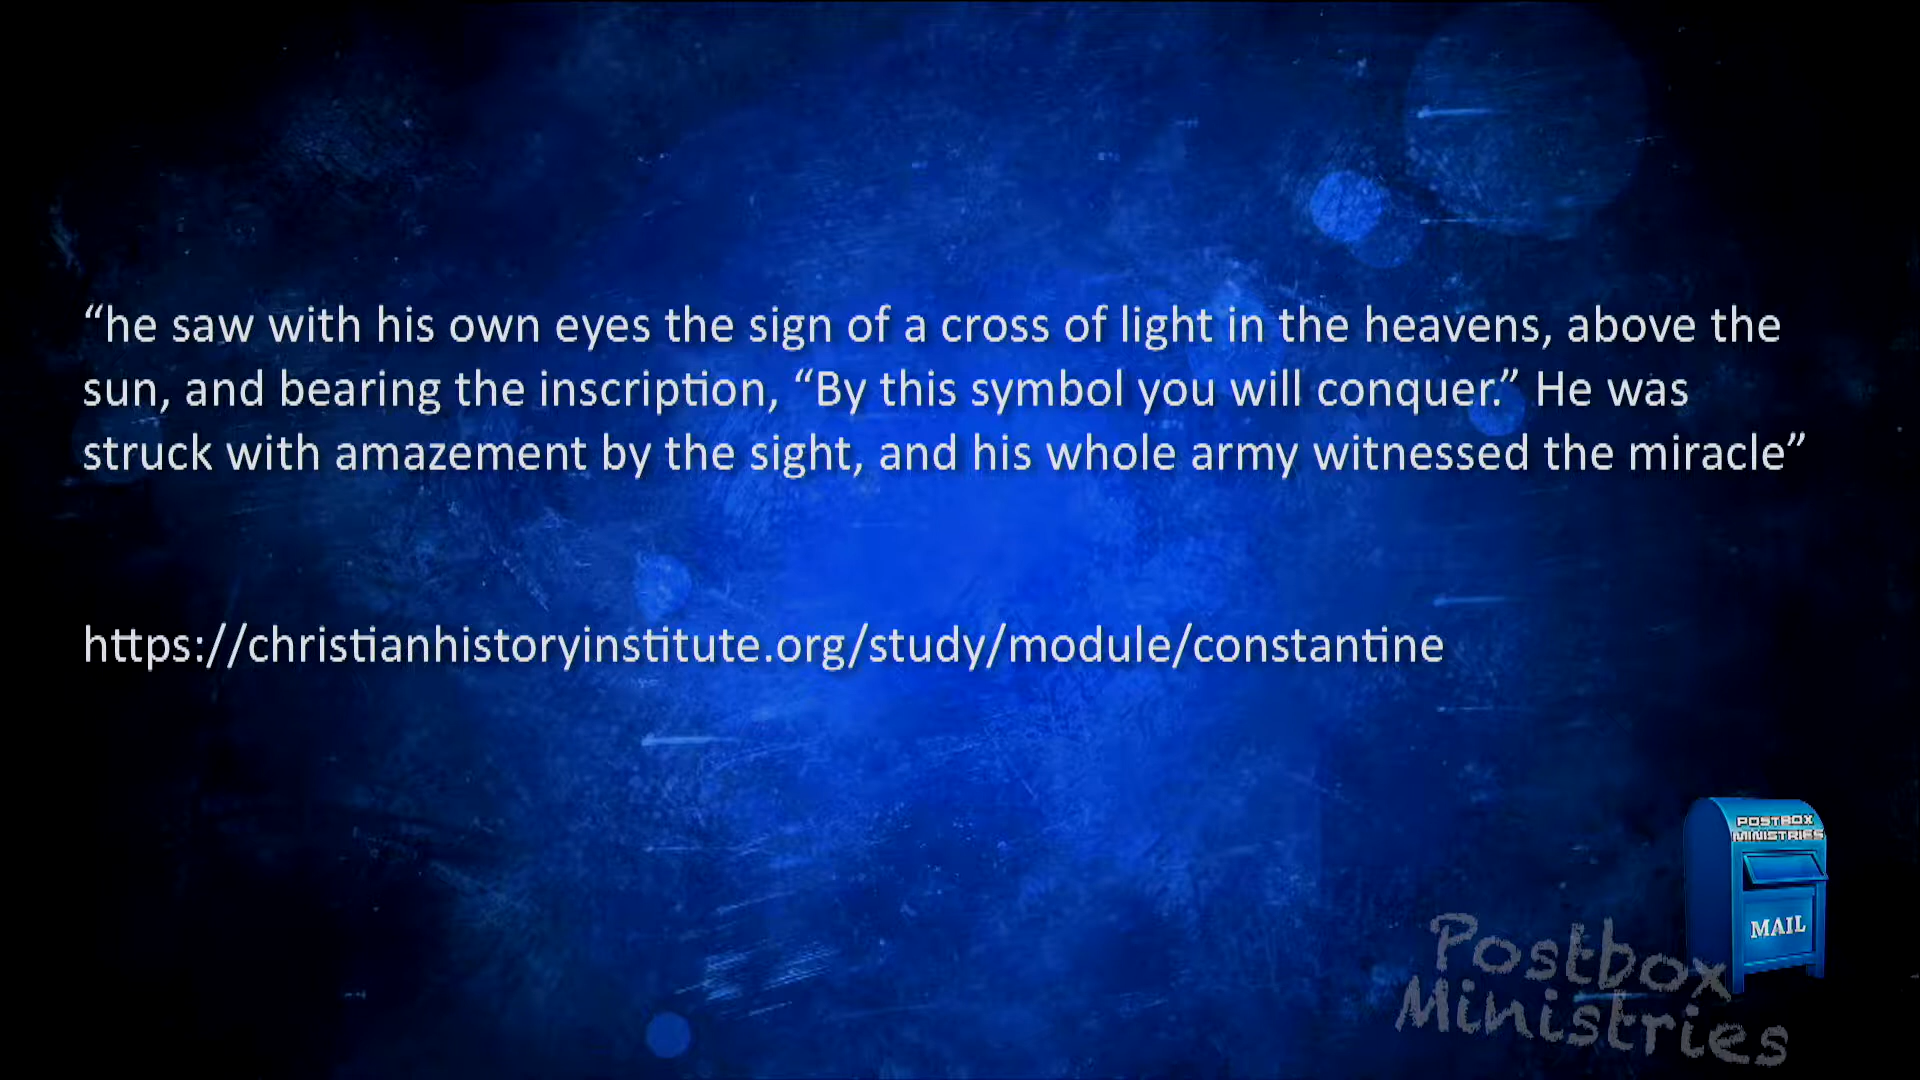 “he saw with his own eyes the sign of a cross of light in the heavens, above the
sun, and bearing the inscription, “By this symbol you will conquer.” He was
struck with amazement by the sight, and his whole army witnessed the miracle”
https://christianhistoryinstitute.org/study/module/constantine
POSTBOX
MINISTRIES
MAIL
Postbox
Ministries